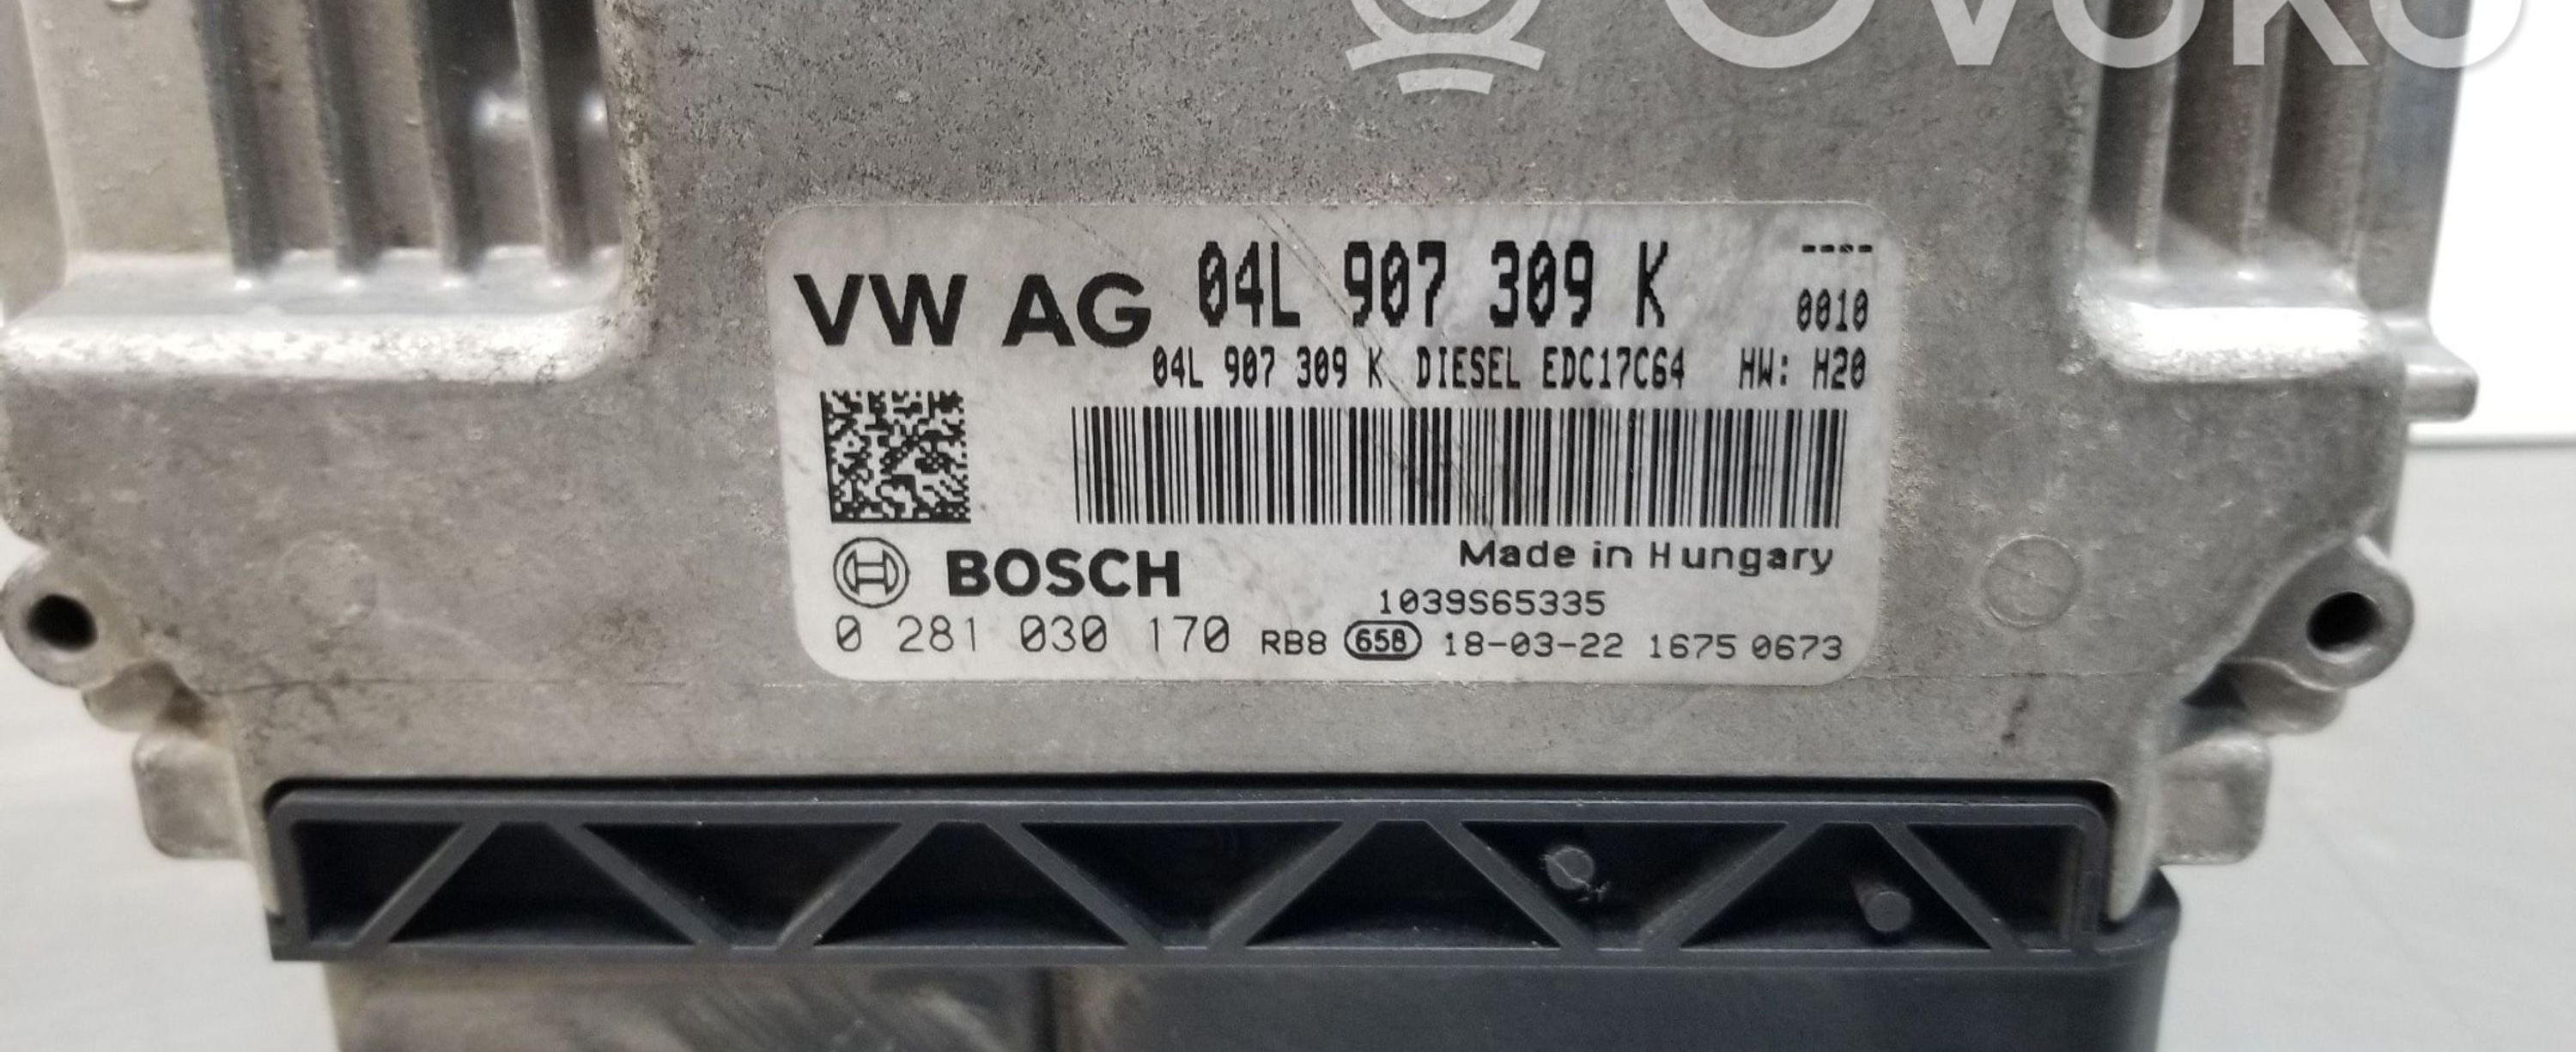 OVOKO
VW AG 04L 907 309 K ----
0010
04L 907 309 K DIESEL EDC17C64 HW: H20
BOSCH
Made in Hungary
1039S65335
0 281 030 170 RB8 658 18-03-22 1675 0673